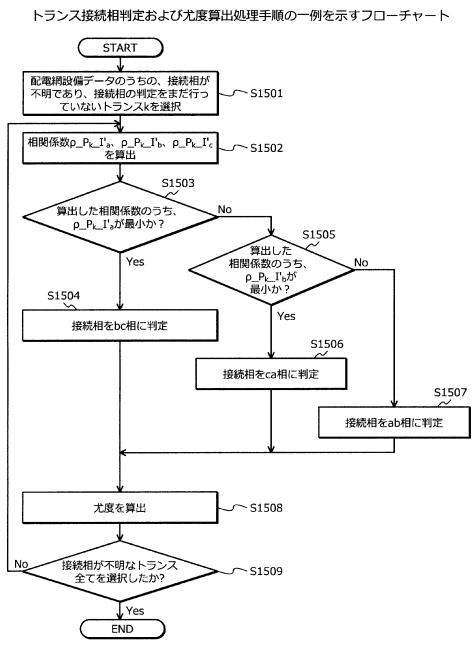 トランス接続相判定および尤度算出処理手順の一例を示すフローチャート
START
配電網設備データのうちの、接続相が
不明であり、接続相の判定をまだ行っ
ていないトランスkを選択
S1501
相関係数ρ_Pk_I'a、ρ_Pk_I'b、ρ_Pk_I'c
を算出
S1502
S1503
算出した相関係数のうち、
ρ_Pk_I'aが最小か？
No
Yes
S1505
算出した
相関係数のうち、
ρ_Pk_I'bが
最小か？
No
Yes
S1504
接続相をbc相に判定
S1506
接続相をca相に判定
S1507
接続相をab相に判定
尤度を算出
S1508
接続相が不明なトランス
全てを選択したか?
S1509
No
Yes
END